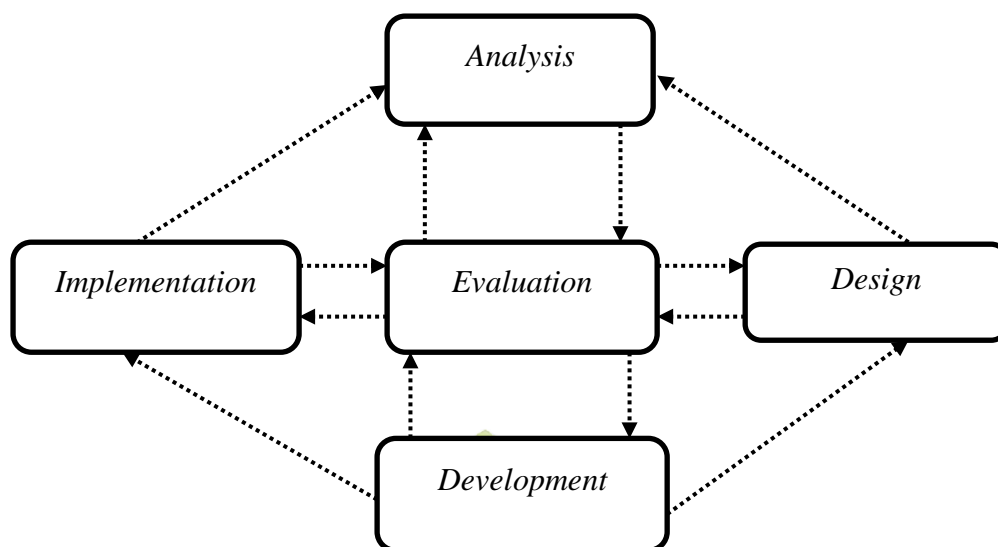 Analysis
Implementation
Evaluation
Design
Development